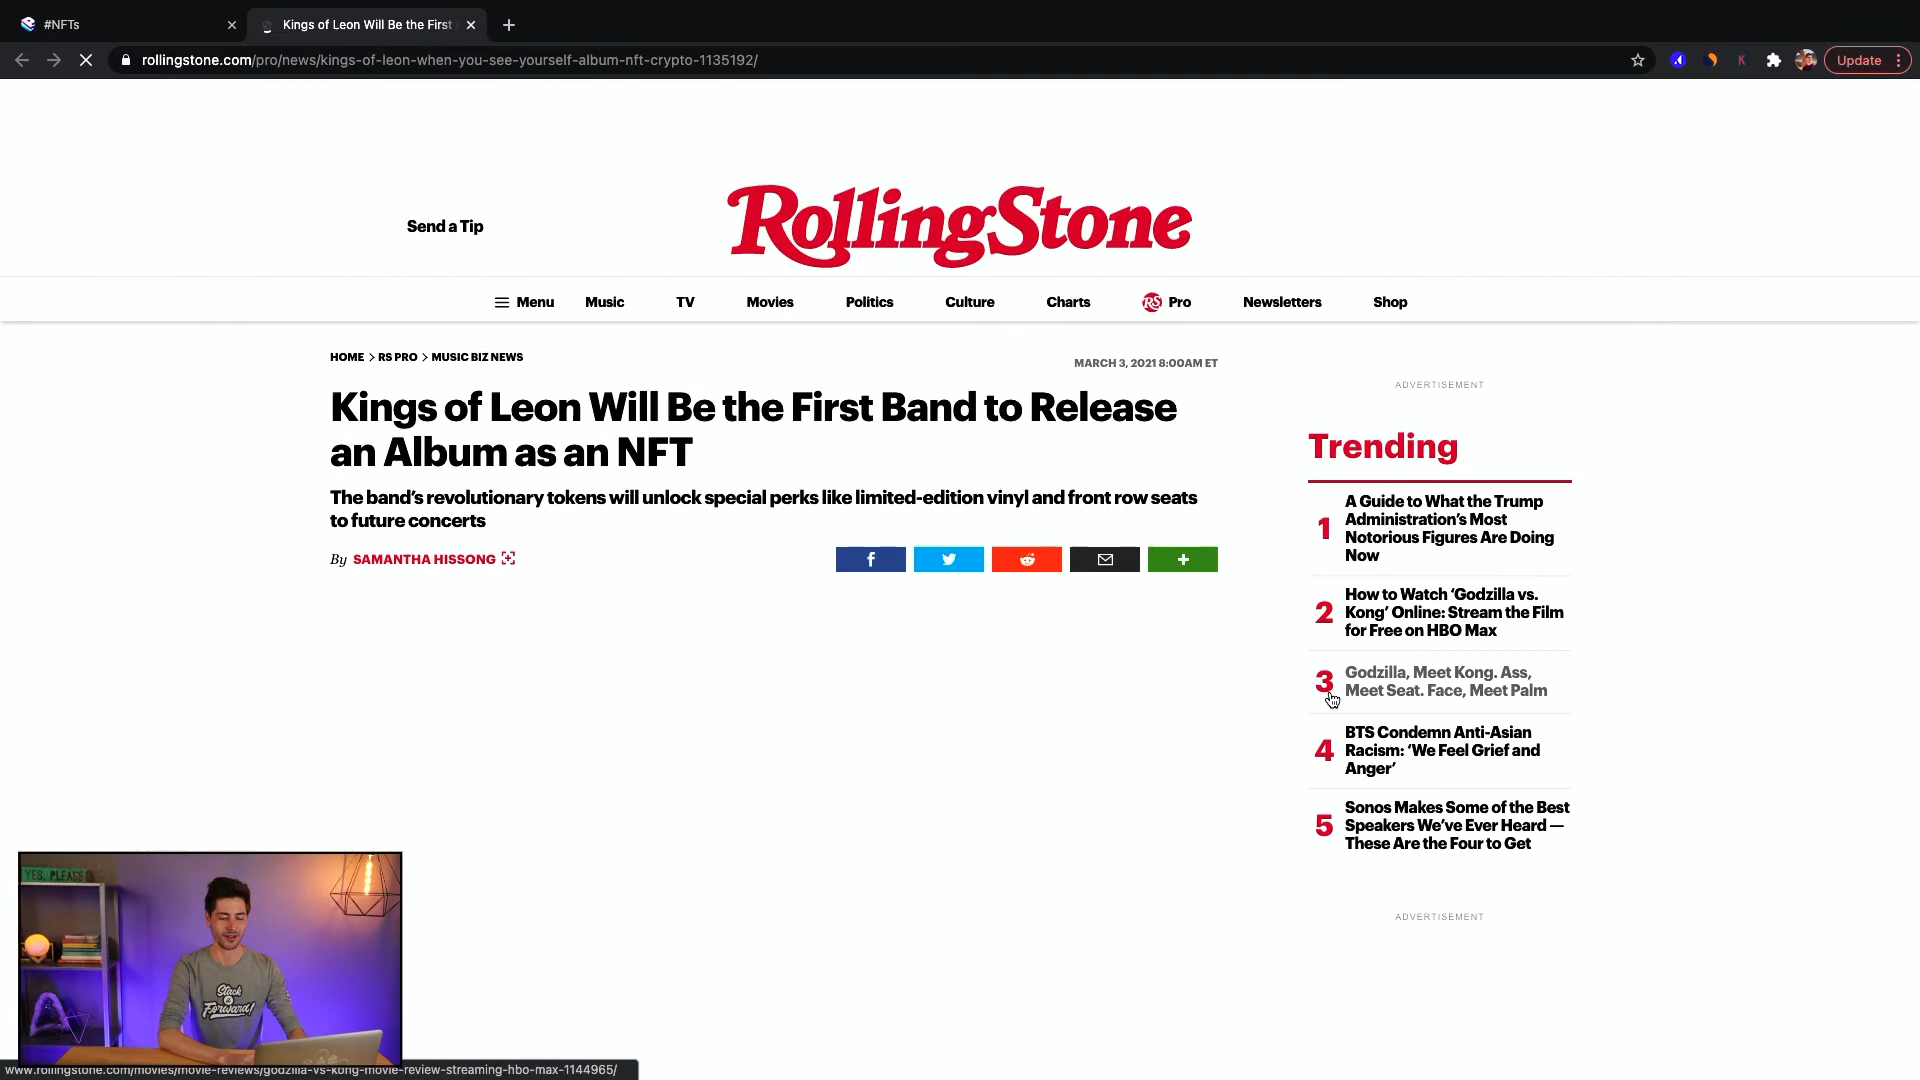 #NFTs
Kings of Leon Will Be the First
rollingstone.com/pro/news/kings-of-leon-when-you-see-yourself-album-nft-crypto-1135192/
K
Update
Send a Tip
RollingStone
Menu
Music
TV
Movies
Politics
Culture
Charts
RS Pro
Newsletters
Shop
HOME > RS PRO > MUSIC BIZ NEWS
MARCH 3, 2021 8:00AM ET
Kings of Leon Will Be the First Band to Release
an Album as an NFT
The band's revolutionary tokens will unlock special perks like limited-edition vinyl and front row seats
to future concerts
By SAMANTHA HISSONG
ADVERTISEMENT
Trending
1
A Guide to What the Trump
Administration's Most
Notorious Figures Are Doing
Now
2
How to Watch ‘Godzilla vs.
Kong’ Online: Stream the Film
for Free on HBO Max
3
Godzilla, Meet Kong. Ass,
Meet Seat. Face, Meet Palm
4
BTS Condemn Anti-Asian
Racism: ‘We Feel Grief and
Anger’
5
Sonos Makes Some of the Best
Speakers We've Ever Heard —
These Are the Four to Get
ADVERTISEMENT
YES, PLEASE
Stack
it
Forward!
www.rollingstone.com/movies/movie-reviews/godzilla-vs-kong-movie-review-streaming-hbo-max-1144965/